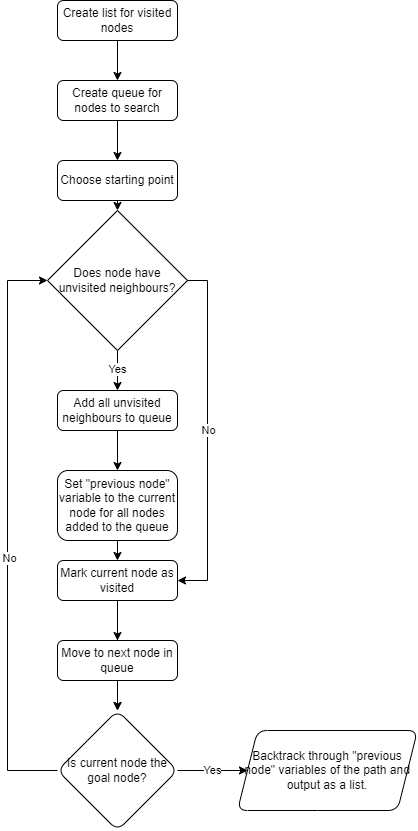 Create list for visited
nodes
Create queue for
nodes to search
Choose starting point
Does node have
unvisited neighbours?
Yes
Add all unvisited
neighbours to queue
No
Set "previous node"
variable to the current
node for all nodes
added to the queue
Mark current node as
visited
No
Move to next node in
queue
Is current node the
goal node?
Yes
Backtrack through "previous
node" variables of the path and
output as a list.